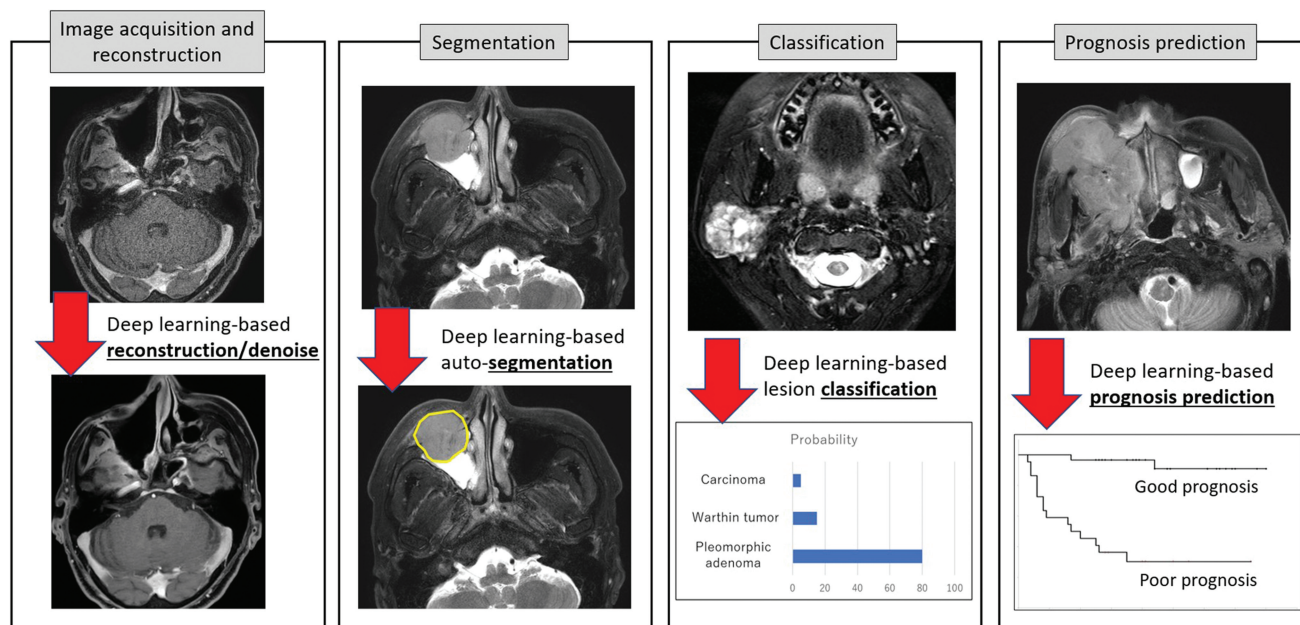 Image acquisition and
reconstruction
Deep learning-based
reconstruction/denoise
Segmentation
Deep learning-based
auto-segmentation
Classification
Deep learning-based
lesion classification
Probability
Carcinoma
Warthin tumor
Pleomorphic
adenoma
0 20 40 60 80 100
Prognosis prediction
Deep learning-based
prognosis prediction
Good prognosis
Poor prognosis